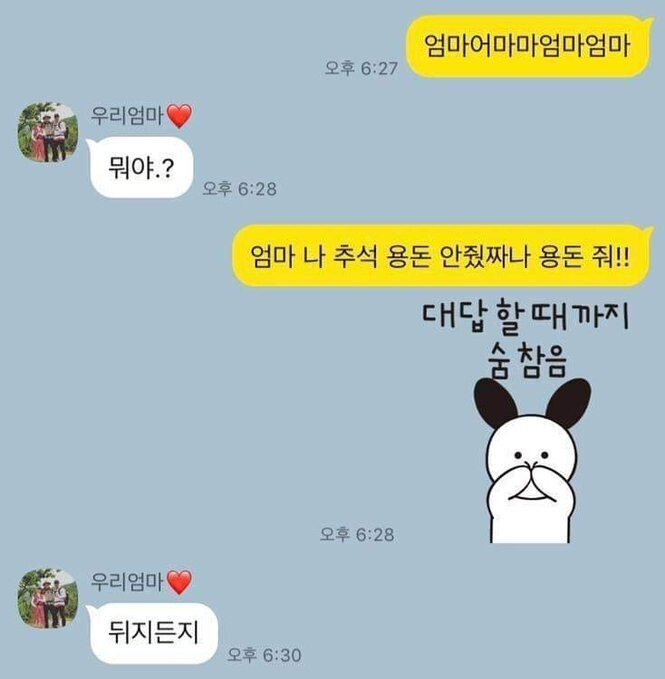 엄마어마마엄마엄마
오후 6:27
우리엄마❤️
뭐야.?
오후 6:28
엄마 나 추석 용돈 안줬짜나 용돈 줘!!
대답 할 때까지
숨 참음
오후 6:28
우리엄마❤️
뒤지든지
오후 6:30